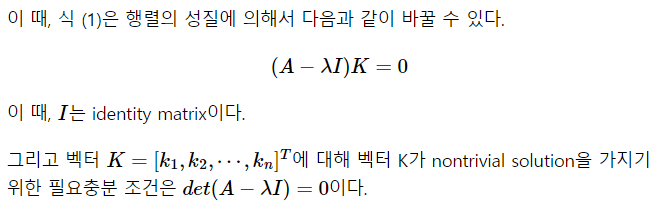 이 때, 식 (1)은 행렬의 성질에 의해서 다음과 같이 바꿀 수 있다.
(A − λI)K = 0
이 때, I는 identity matrix이다.
그리고 벡터 K = [k₁, k₂, ⋯, kₙ]ᵀ에 대해 벡터 K가 nontrivial solution을 가지기
위한 필요충분 조건은 det(A − λI) = 0이다.